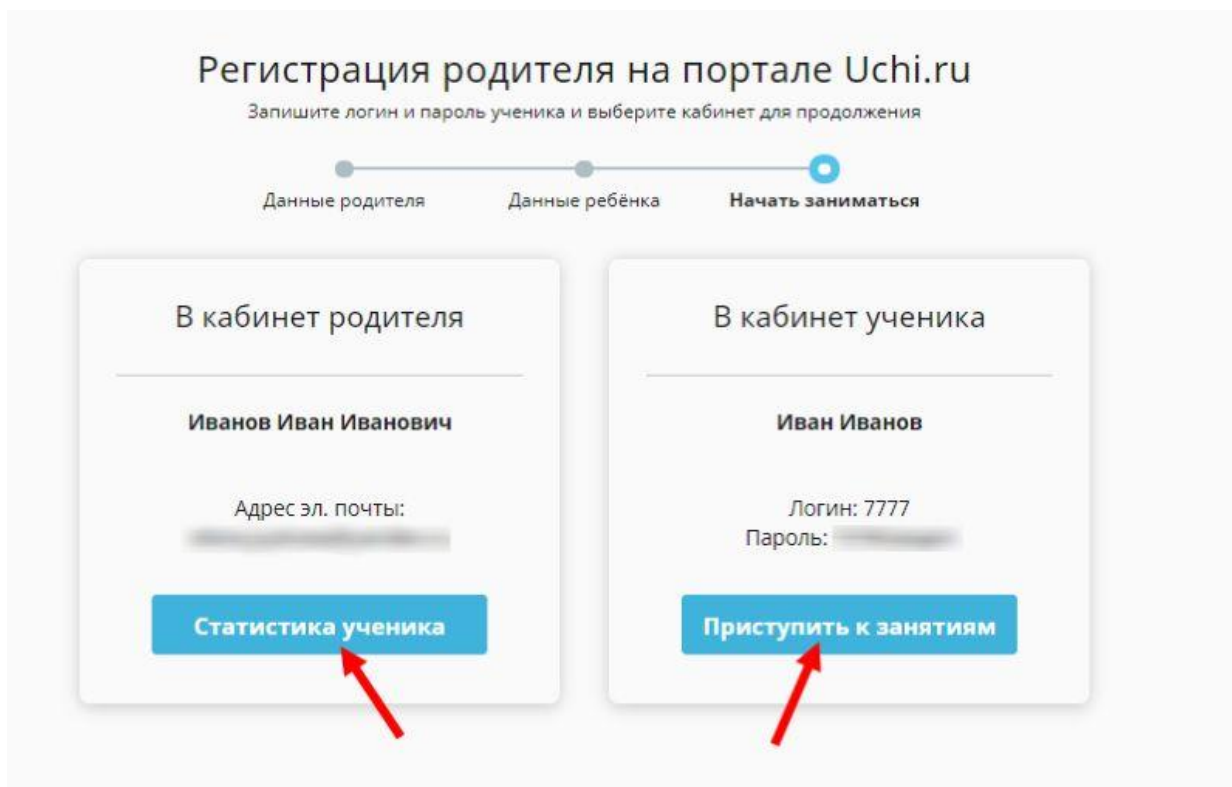 Регистрация родителя на портале Uchi.ru
Запишите логин и пароль ученика и выберите кабинет для продолжения
Данные родителя
Данные ребёнка
Начать заниматься
В кабинет родителя
Иванов Иван Иванович
Адрес эл. почты:
Статистика ученика
В кабинет ученика
Иван Иванов
Логин: 7777
Пароль:
Приступить к занятиям